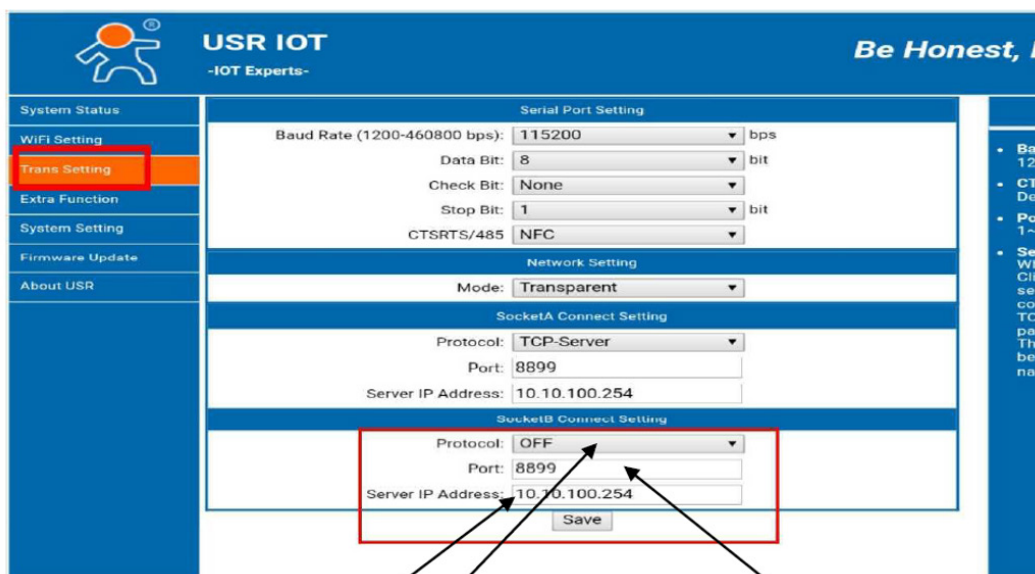 ®
USR IOT
-IOT Experts-
Be Honest,
System Status
WiFi Setting
Trans Setting
Extra Function
System Setting
Firmware Update
About USR
Serial Port Setting
Baud Rate (1200-460800 bps): 115200 bps
Data Bit: 8 bit
Check Bit: None
Stop Bit: 1 bit
CTSRTS/485 NFC
Network Setting
Mode: Transparent
SocketA Connect Setting
Protocol: TCP-Server
Port: 8899
Server IP Address: 10.10.100.254
SocketB Connect Setting
Protocol: OFF
Port: 8899
Server IP Address: 10.10.100.254
Save